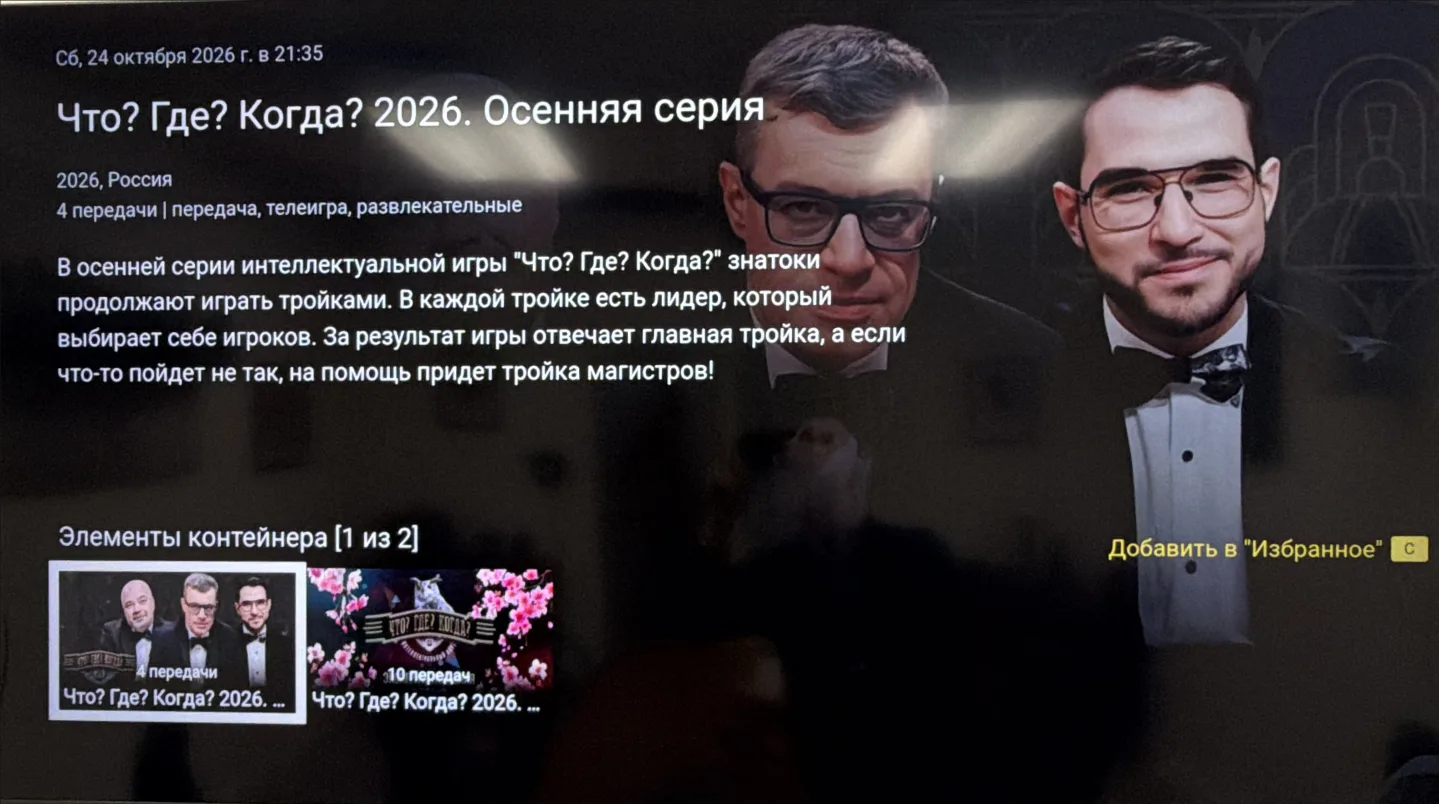 Сб, 24 октября 2026 г. в 21:35
Что? Где? Когда? 2026. Осенняя серия
2026, Россия
4 передачи | передача, телеигра, развлекательные
В осенней серии интеллектуальной игры "Что? Где? Когда?" знатоки
продолжают играть тройками. В каждой тройке есть лидер, который
выбирает себе игроков. За результат игры отвечает главная тройка, а если
что-то пойдет не так, на помощь придет тройка магистров!
Элементы контейнера [1 из 2]
Добавить в "Избранное" C
ЧТО? ГДЕ? КОГДА?
4 передачи
Что? Где? Когда? 2026. ...
ЧТО? ГДЕ? КОГДА?
10 передач
Что? Где? Когда? 2026. ...